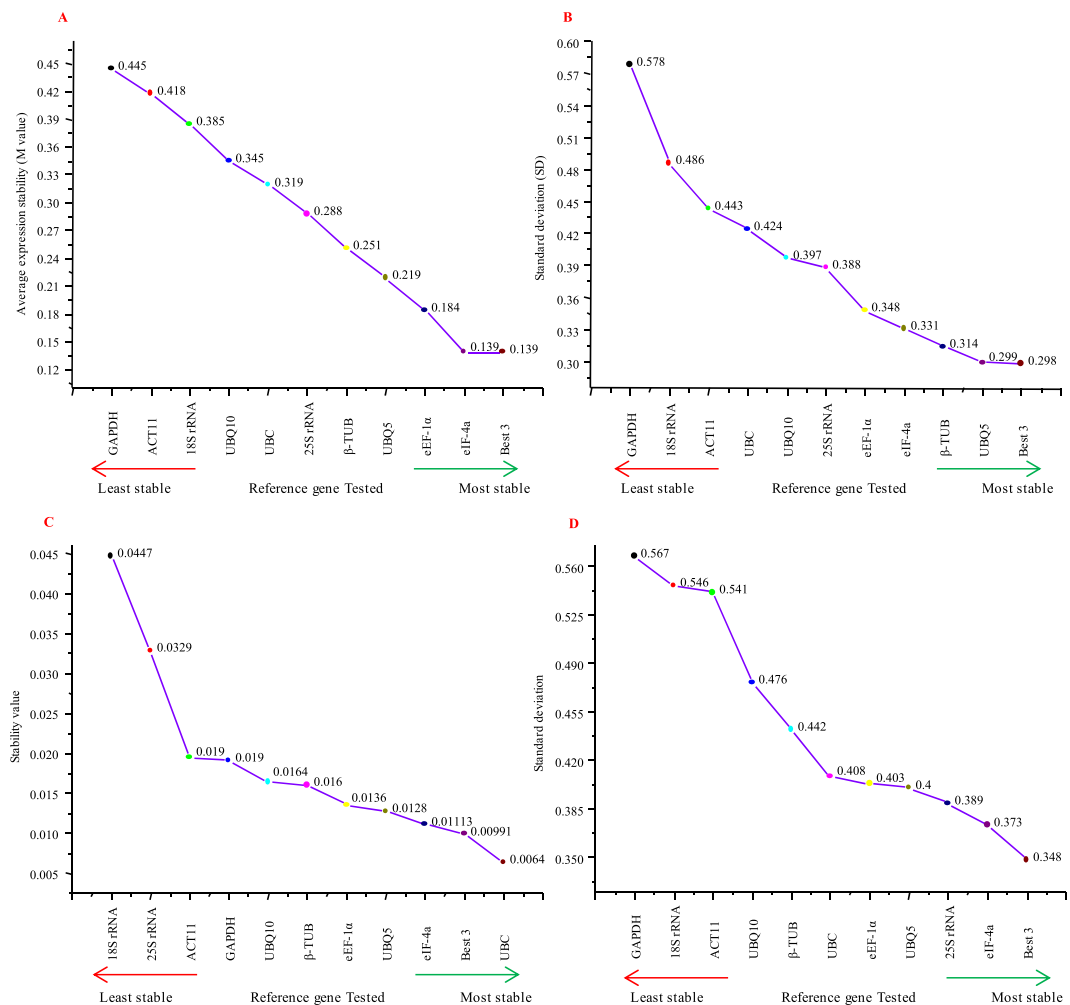 A
Average expression stability (M value)
0.45
0.42
0.39
0.36
0.33
0.30
0.27
0.24
0.21
0.18
0.15
0.12
0.445
0.418
0.385
0.345
0.319
0.288
0.251
0.219
0.184
0.139
0.139
GAPDH
ACT11
18S rRNA
UBQ10
UBC
25S rRNA
β-TUB
UBQ5
eEF-1α
eIF-4a
Best 3
Least stable
Reference gene Tested
Most stable
B
Standard deviation (SD)
0.60
0.57
0.54
0.51
0.48
0.45
0.42
0.39
0.36
0.33
0.30
0.578
0.486
0.443
0.424
0.397
0.388
0.348
0.331
0.314
0.299
0.298
GAPDH
18S rRNA
ACT11
UBC
UBQ10
25S rRNA
eEF-1α
eIF-4a
β-TUB
UBQ5
Best 3
Least stable
Reference gene Tested
Most stable
C
Stability value
0.045
0.040
0.035
0.030
0.025
0.020
0.015
0.010
0.005
0.0447
0.0329
0.019
0.019
0.0164
0.016
0.0136
0.0128
0.01113
0.00991
0.0064
18S rRNA
25S rRNA
ACT11
GAPDH
UBQ10
β-TUB
eEF-1α
UBQ5
eIF-4a
Best 3
UBC
Least stable
Reference gene Tested
Most stable
D
Standard deviation
0.560
0.525
0.490
0.455
0.420
0.385
0.350
0.567
0.546
0.541
0.476
0.442
0.408
0.403
0.4
0.389
0.373
0.348
GAPDH
18S rRNA
ACT11
UBQ10
β-TUB
UBC
eEF-1α
UBQ5
25S rRNA
eIF-4a
Best 3
Least stable
Reference gene Tested
Most stable